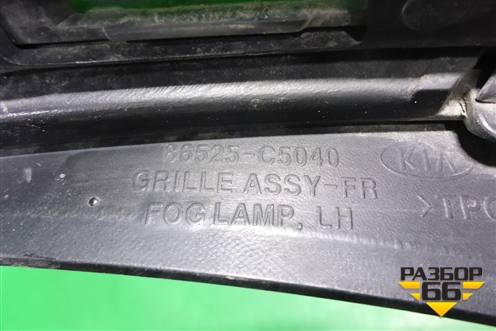 86525-C5040
KIA
GRILLE ASSY-FR
FOG LAMP, LH
РАЗБОР
66